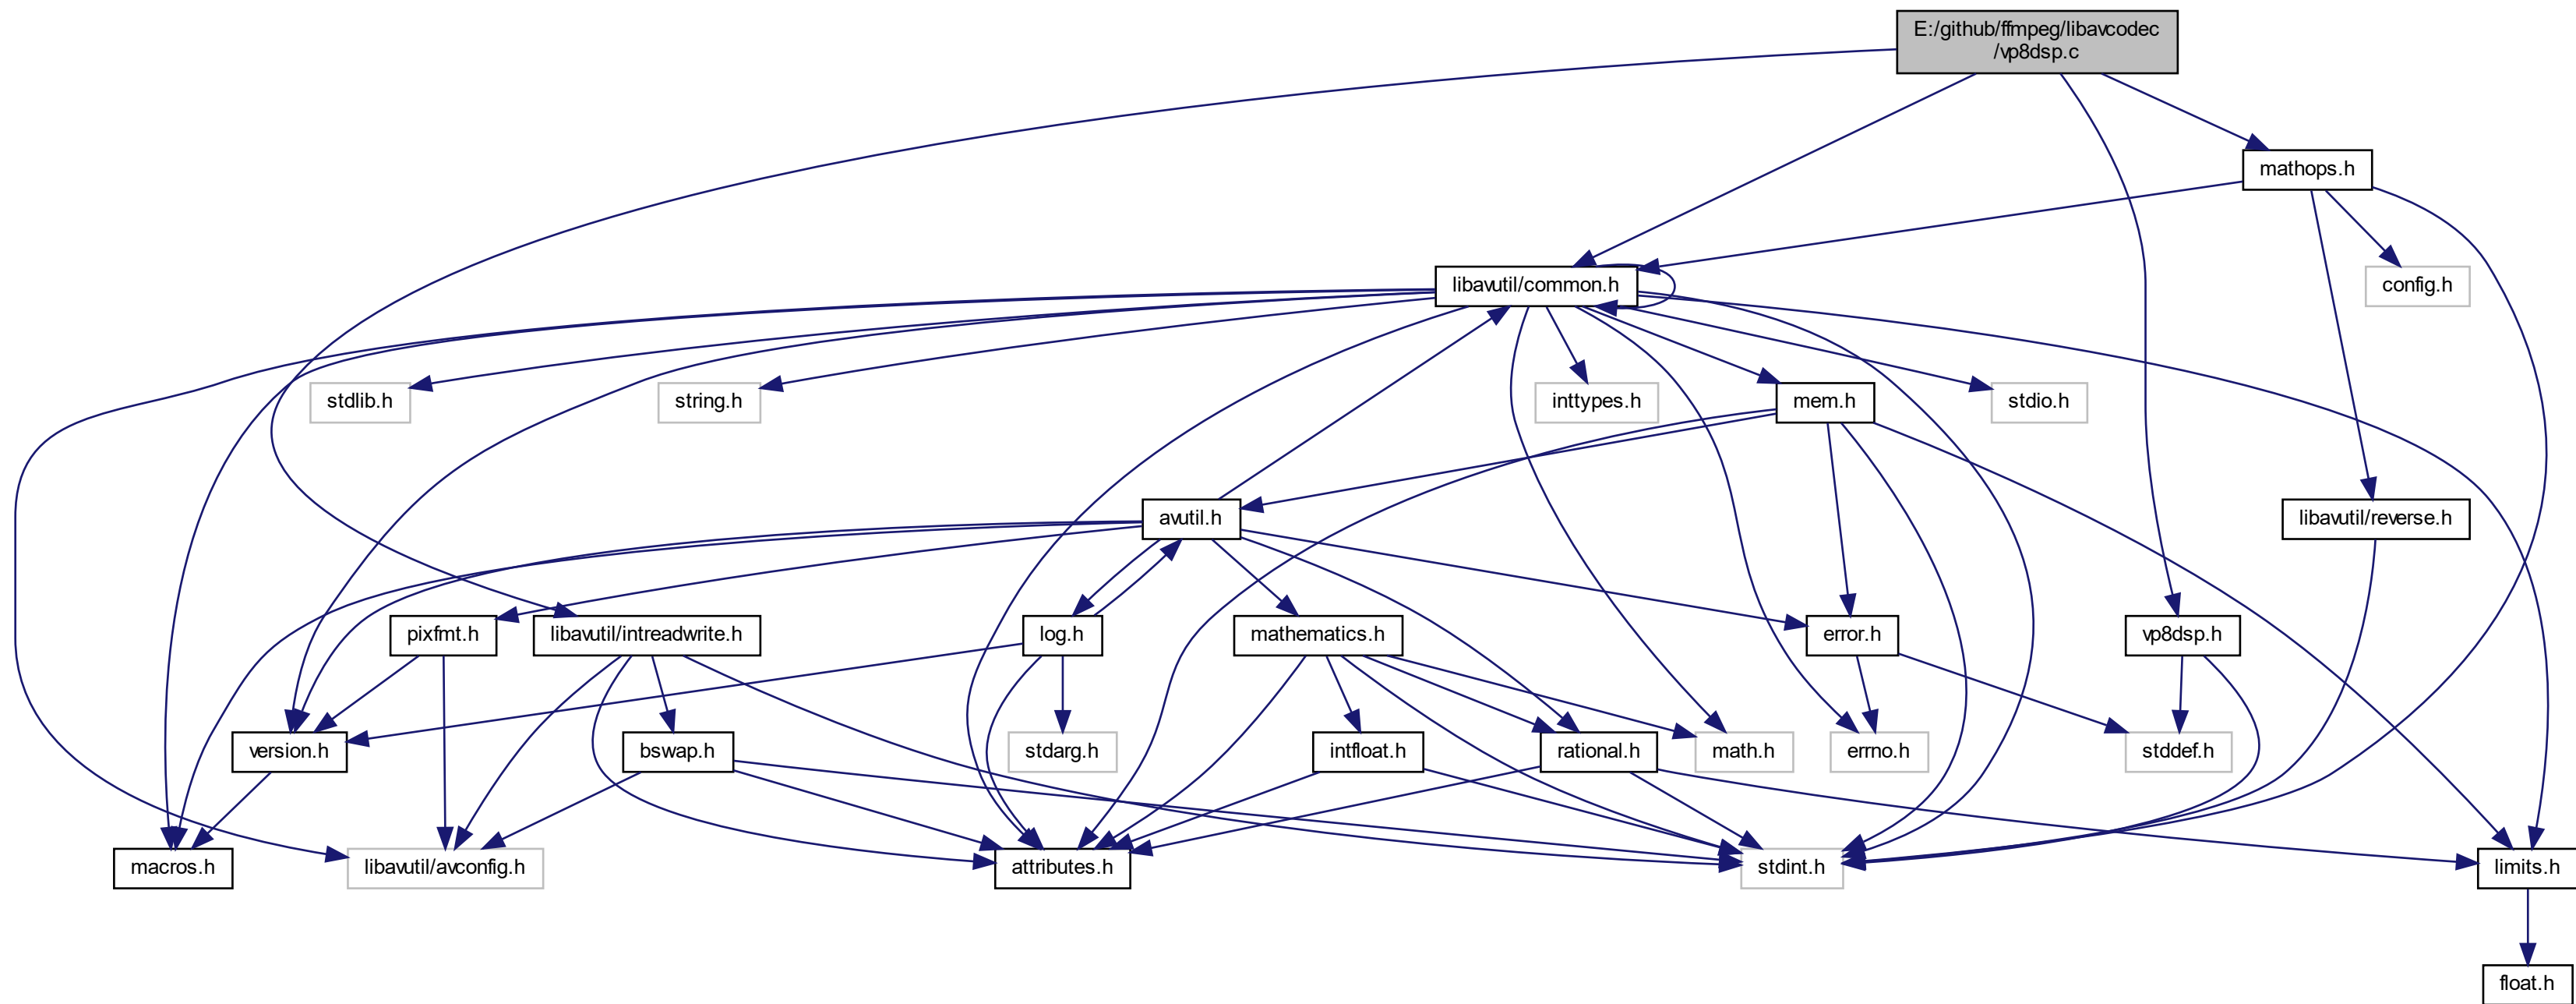 E:/github/ffmpeg/libavcodec
/vp8dsp.c
mathops.h
libavutil/common.h
config.h
stdlib.h
string.h
inttypes.h
mem.h
stdio.h
avutil.h
libavutil/reverse.h
pixfmt.h
libavutil/intreadwrite.h
log.h
mathematics.h
error.h
vp8dsp.h
version.h
bswap.h
stdarg.h
intfloat.h
rational.h
math.h
errno.h
stddef.h
macros.h
libavutil/avconfig.h
attributes.h
stdint.h
limits.h
float.h